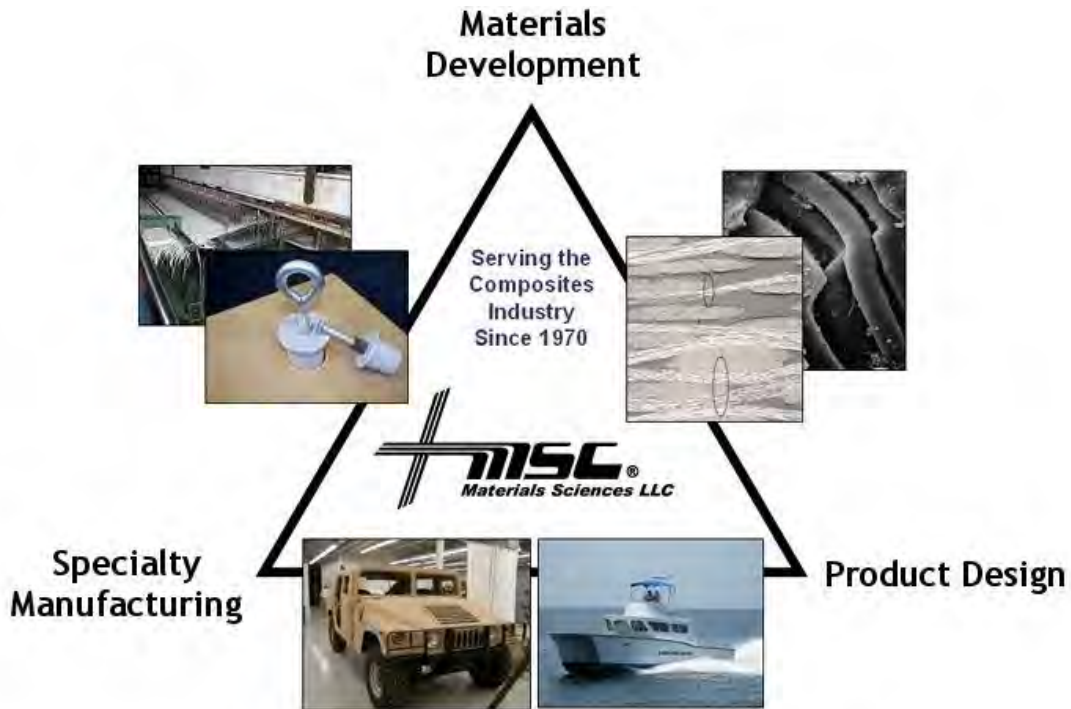 Materials
Development
Serving the
Composites
Industry
Since 1970
MSC®
Materials Sciences LLC
Specialty
Manufacturing
Product Design